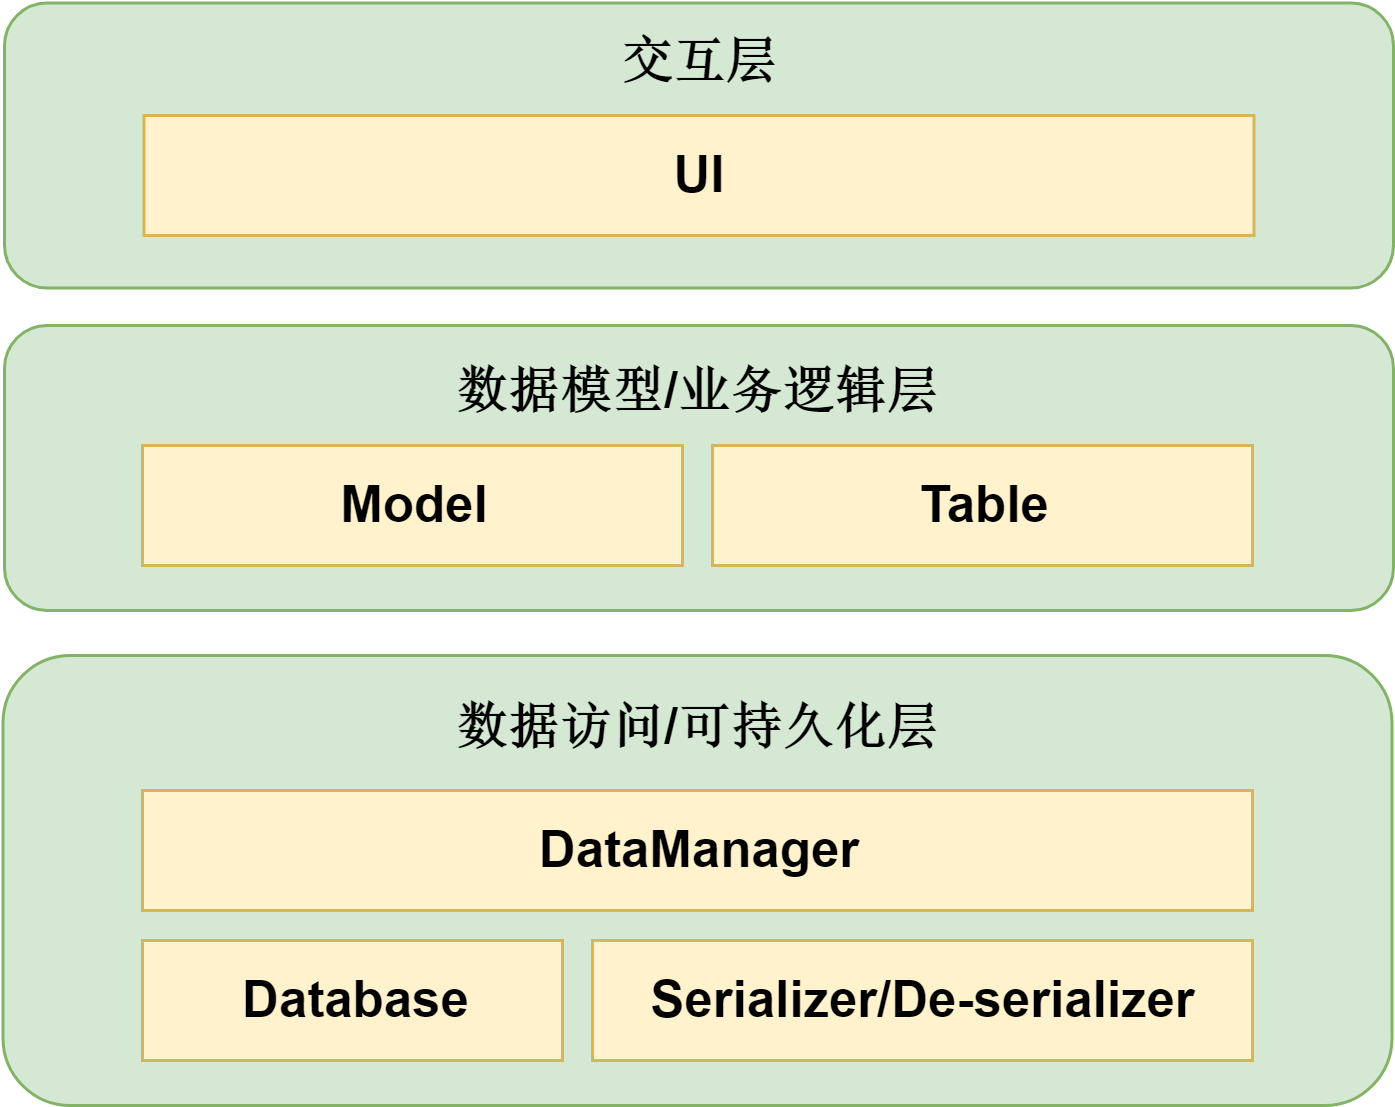 交互层
UI
数据模型/业务逻辑层
Model
Table
数据访问/可持久化层
DataManager
Database
Serializer/De-serializer